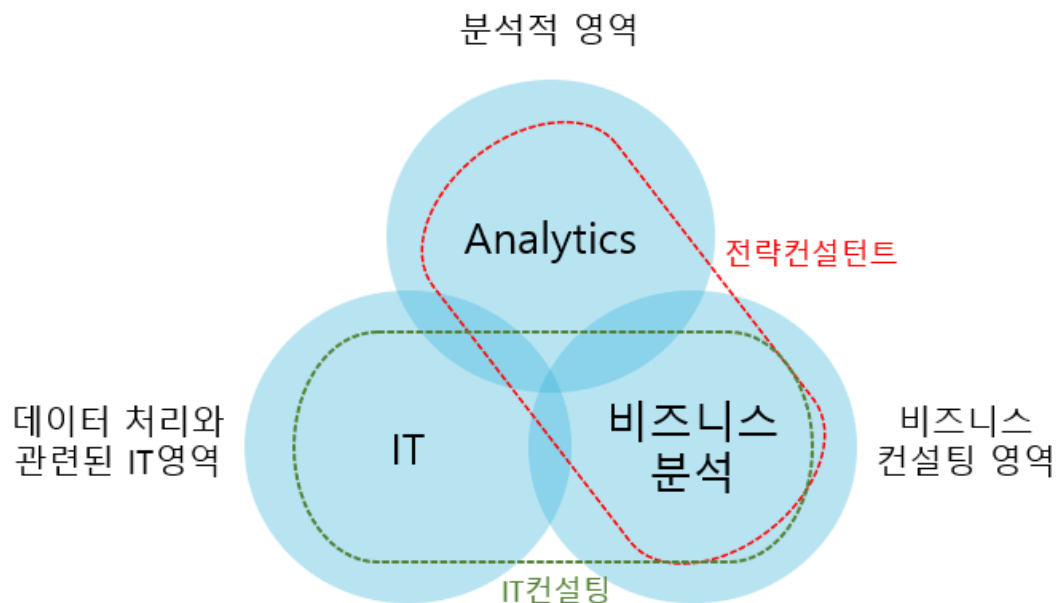 분석적 영역
Analytics
전략컨설턴트
데이터 처리와
관련된 IT영역
IT
비즈니스
분석
비즈니스
컨설팅 영역
IT컨설팅